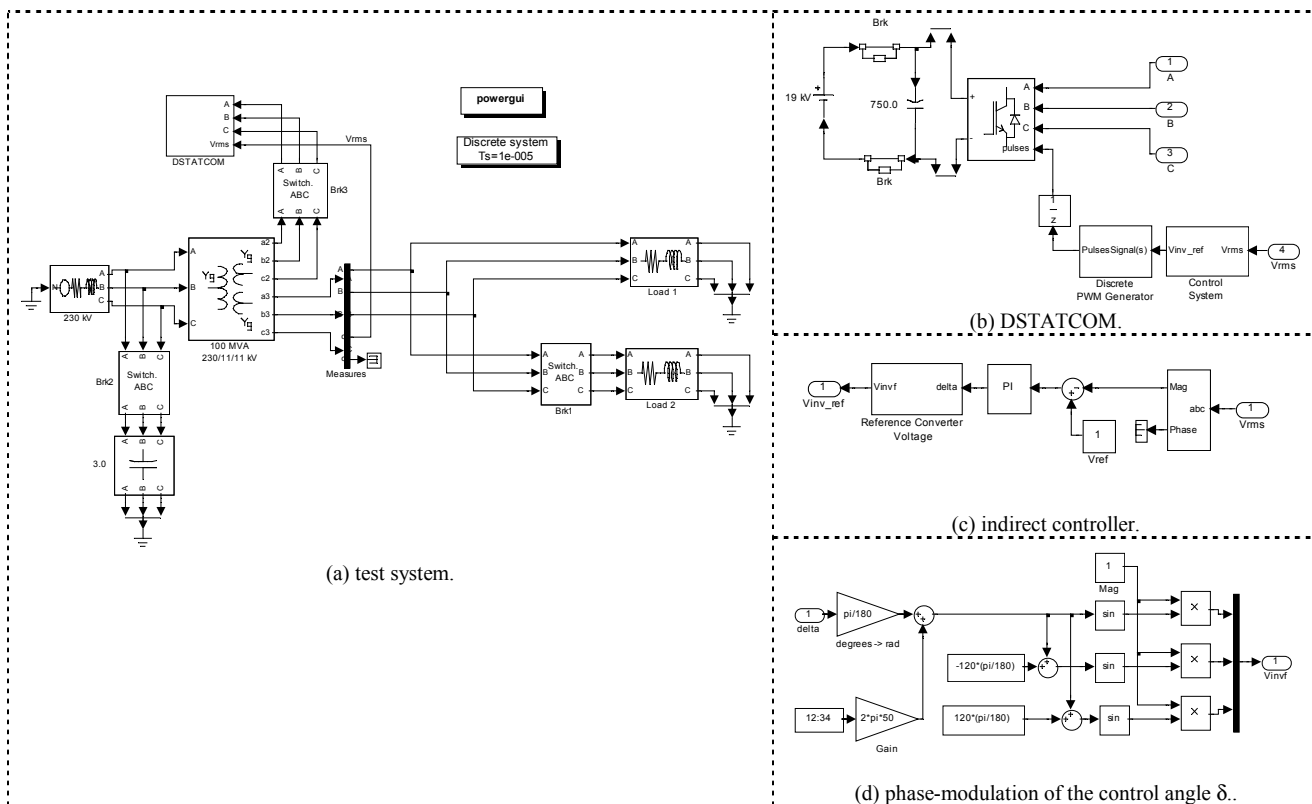 powergui
Discrete system
Ts=1e-005
A
B
C
Vrms
DSTATCOM
Vrms
A
B
C
Switch.
ABC
A
B
C
Brk3
N
A
B
C
230 kV
A
B
C
Yg
Yg
Yg
a2
b2
c2
a3
b3
c3
100 MVA
230/11/11 kV
A
B
C
Measures
A
B
C
Switch.
ABC
Brk2
A
B
C
3.0
A
B
C
A
B
C
A
B
C
A
B
C
Load 1
A
B
C
Switch.
ABC
A
B
C
Brk1
A
B
C
A
B
C
Load 2
(a) test system.
Brk
19 kV
+
750.0
Brk
+
-
A
B
C
pulses
1
A
2
B
3
C
1
z
Pulses
Signal(s)
Discrete
PWM Generator
Vinv_ref
Vrms
Control
System
4
Vrms
(b) DSTATCOM.
1
Vinv_ref
Vinvf
delta
Reference Converter
Voltage
PI
+
−
1
Vref
Mag
abc
Phase
1
Vrms
(c) indirect controller.
1
delta
pi/180
degrees -> rad
+
+
1
Mag
sin
×
-120*(pi/180)
+
+
sin
×
1
Vinvf
12:34
2*pi*50
Gain
120*(pi/180)
+
+
sin
×
(d) phase-modulation of the control angle δ..